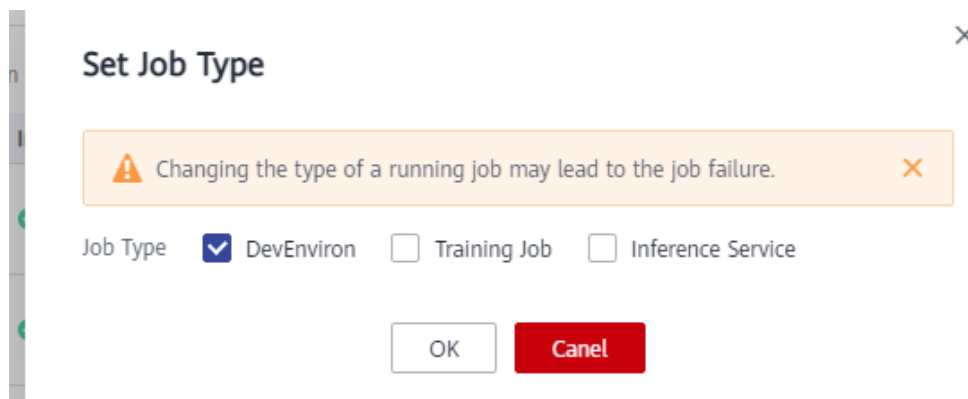 Set Job Type
Changing the type of a running job may lead to the job failure.
Job Type DevEnviron Training Job Inference Service
OK Canel